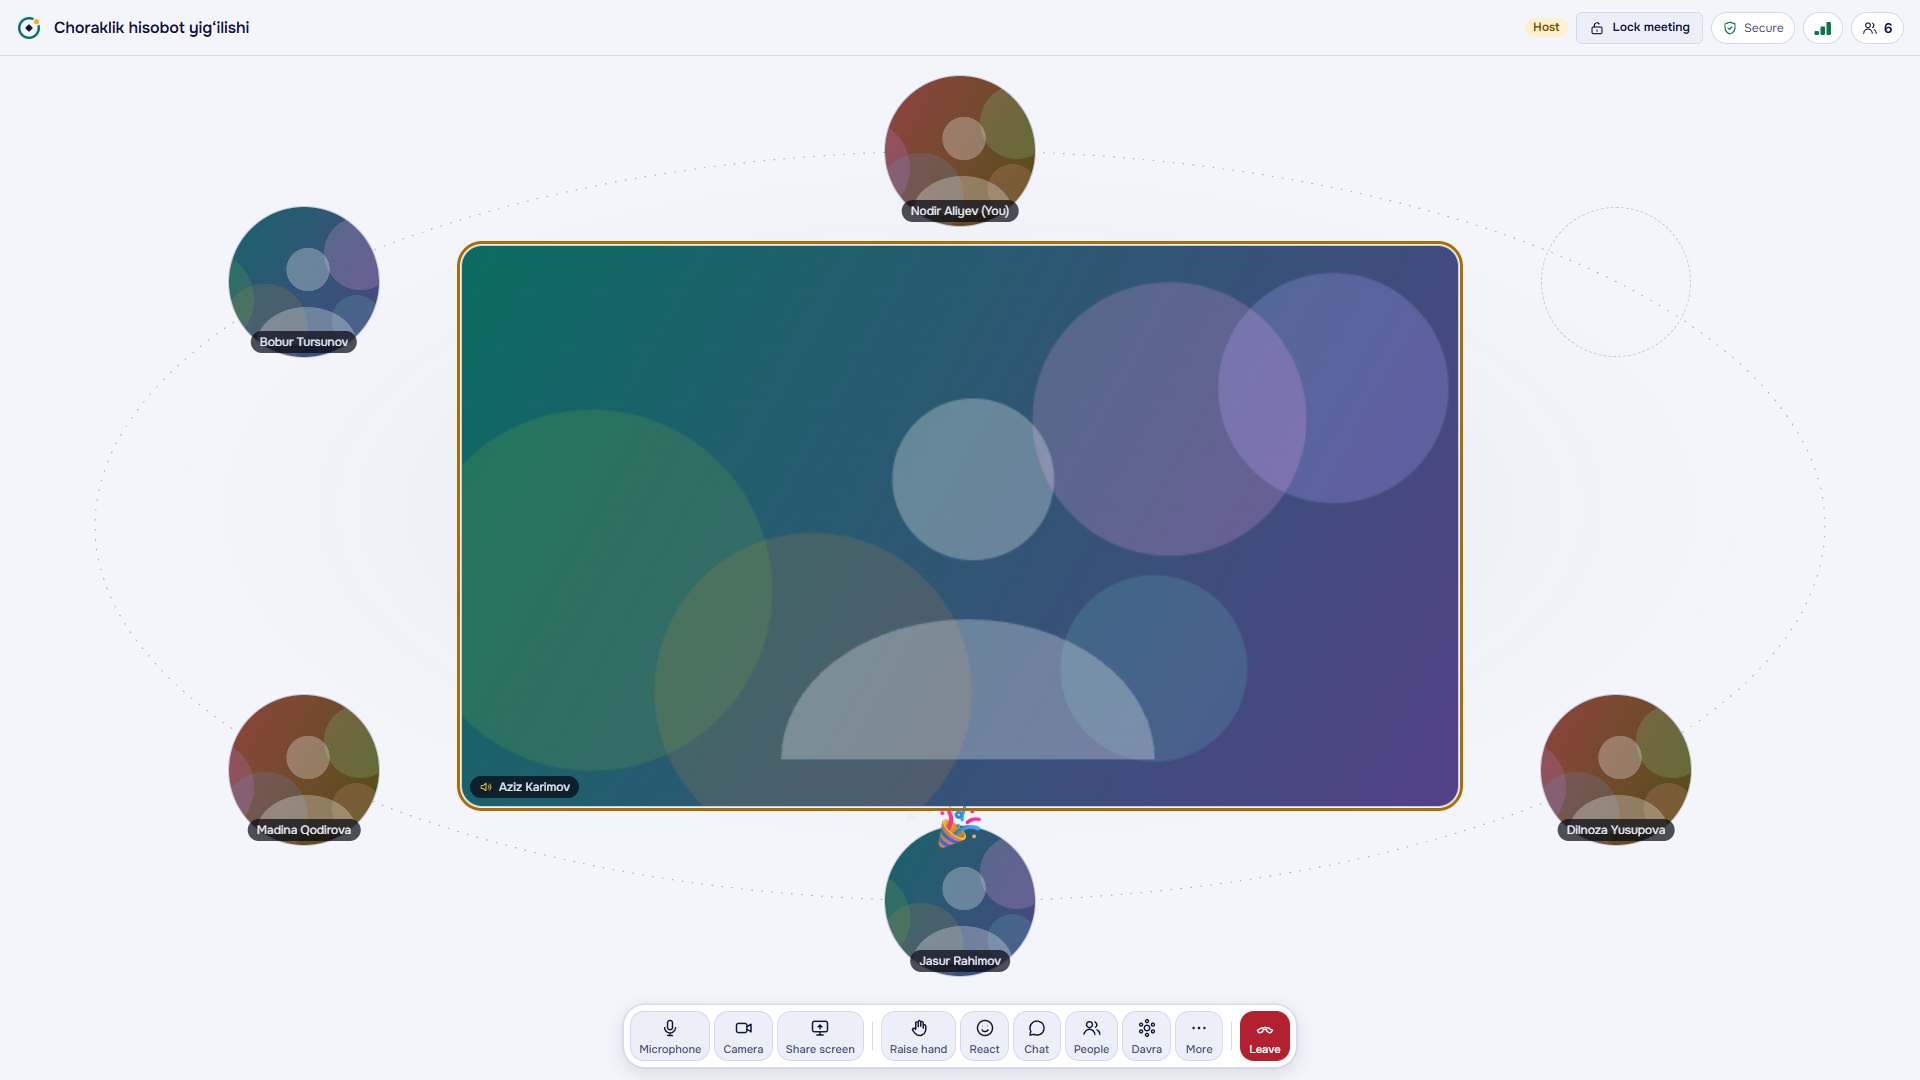 Choraklik hisobot yig‘ilishi
Host
Lock meeting
Secure
6
Nodir Aliyev (You)
Bobur Tursunov
Aziz Karimov
Madina Qodirova
Dilnoza Yusupova
Jasur Rahimov
Microphone
Camera
Share screen
Raise hand
React
Chat
People
Davra
More
Leave